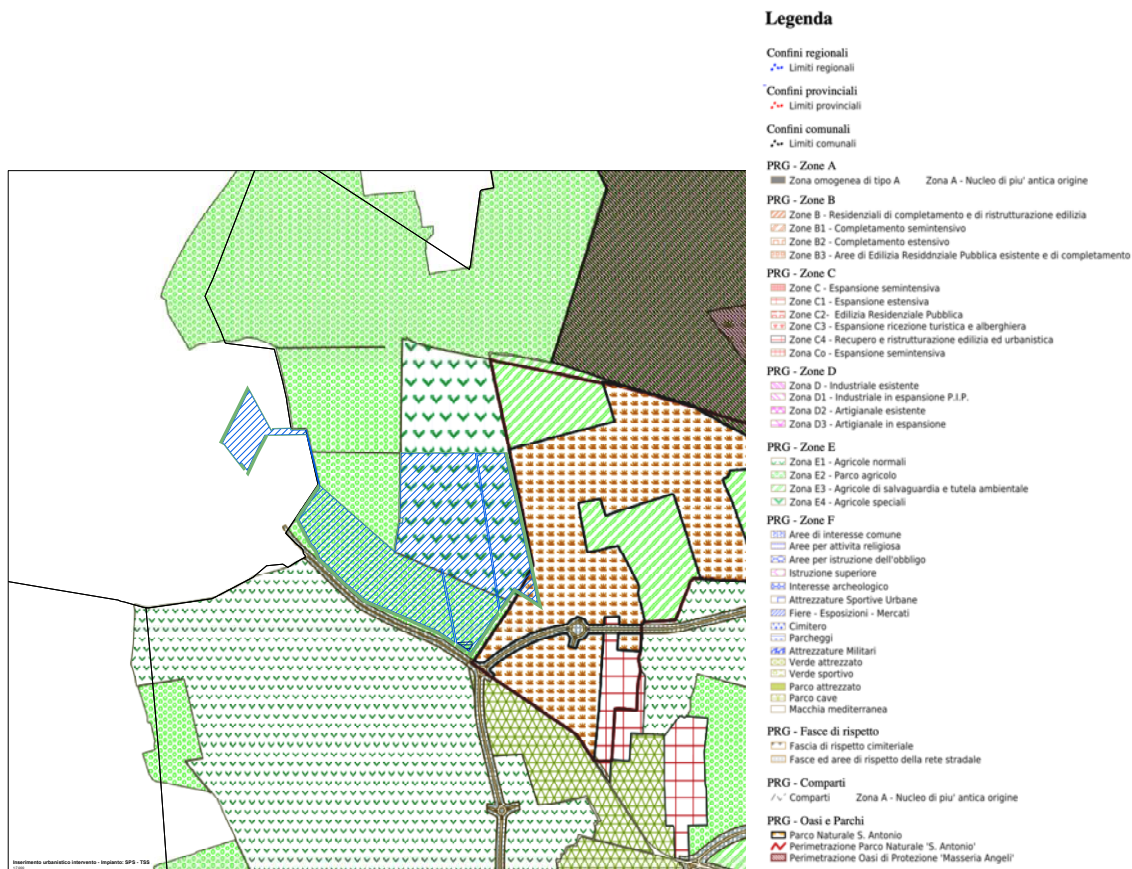 Legenda
Confini regionali
Limiti regionali
Confini provinciali
Limiti provinciali
Confini comunali
Limiti comunali
PRG - Zone A
Zona omogenea di tipo A Zona A - Nucleo di piu' antica origine
PRG - Zone B
Zone B - Residenziali di completamento e di ristrutturazione edilizia
Zone B1 - Completamento semintensivo
Zone B2 - Completamento estensivo
Zone B3 - Aree di Edilizia Residdnziale Pubblica esistente e di completamento
PRG - Zone C
Zone C - Espansione semintensiva
Zone C1 - Espansione estensiva
Zone C2- Edilizia Residenziale Pubblica
Zone C3 - Espansione ricezione turistica e alberghiera
Zone C4 - Recupero e ristrutturazione edilizia ed urbanistica
Zona Co - Espansione semintensiva
PRG - Zone D
Zona D - Industriale esistente
Zona D1 - Industriale in espansione P.I.P.
Zona D2 - Artigianale esistente
Zona D3 - Artigianale in espansione
PRG - Zone E
Zona E1 - Agricole normali
Zona E2 - Parco agricolo
Zona E3 - Agricole di salvaguardia e tutela ambientale
Zona E4 - Agricole speciali
PRG - Zone F
Aree di interesse comune
Aree per attivita religiosa
Aree per istruzione dell'obbligo
Istruzione superiore
Interesse archeologico
Attrezzature Sportive Urbane
Fiere - Esposizioni - Mercati
Cimitero
Parcheggi
Attrezzature Militari
Verde attrezzato
Verde sportivo
Parco attrezzato
Parco cave
Macchia mediterranea
PRG - Fasce di rispetto
Fascia di rispetto cimiteriale
Fasce ed aree di rispetto della rete stradale
PRG - Comparti
Comparti Zona A - Nucleo di piu' antica origine
PRG - Oasi e Parchi
Parco Naturale S. Antonio
Perimetrazione Parco Naturale 'S. Antonio'
Perimetrazione Oasi di Protezione 'Masseria Angeli'
Inserimento urbanistico intervento - Impianto: SPS - TSS